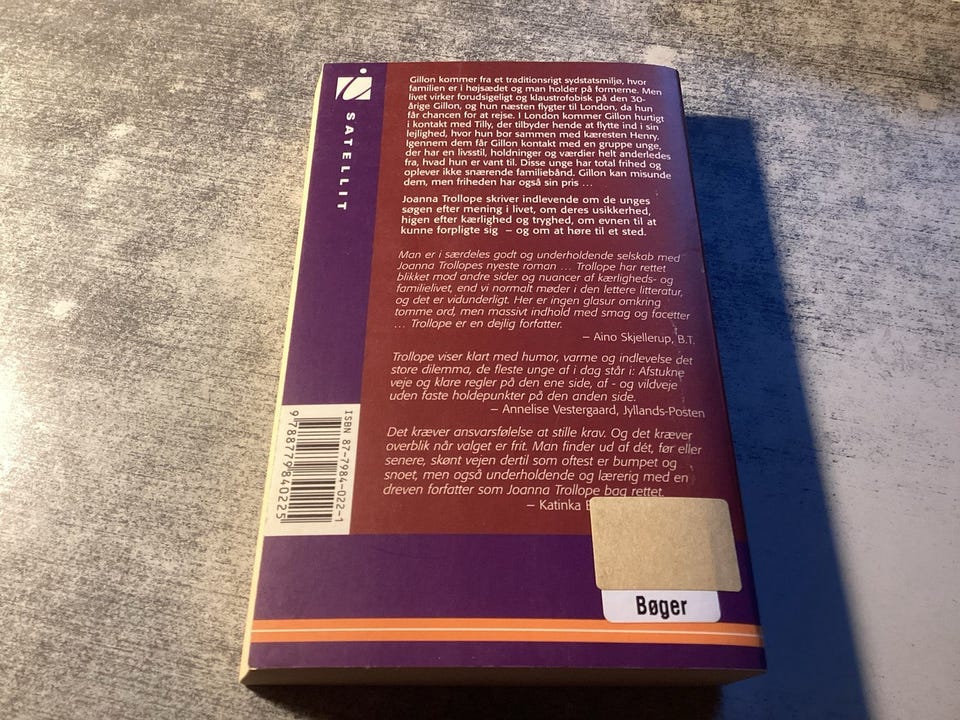 SATELLIT
Gillon kommer fra et traditionsrigt sydstatsmiljø, hvor
familien er i højsædet og man holder på formerne. Men
livet virker forudsigeligt og klaustrofobisk på den 30-
årige Gillon, og hun næsten flygter til London, da hun
får chancen for at rejse. I London kommer Gillon hurtigt
i kontakt med Tilly, der tilbyder hende at flytte ind i sin
lejlighed, hvor hun bor sammen med kæresten Henry.
Igennem dem får Gillon kontakt med en gruppe unge,
der har en livsstil, holdninger og værdier helt anderledes
fra, hvad hun er vant til. Disse unge har total frihed og
oplever ikke snærende familiebånd. Gillon kan misunde
dem, men friheden har også sin pris ...
Joanna Trollope skriver indlevende om de unges
søgen efter mening i livet, om deres usikkerhed,
higen efter kærlighed og tryghed, om evnen til at
kunne forpligte sig – og om at høre til et sted.
Man er i særdeles godt og underholdende selskab med
Joanna Trollopes nyeste roman ... Trollope har rettet
blikket mod andre sider og nuancer af kærligheds- og
familielivet, end vi normalt møder i den lettere litteratur,
og det er vidunderligt. Her er ingen glasur omkring
tomme ord, men massivt indhold med smag og facetter
... Trollope er en dejlig forfatter.
– Aino Skjellerup, B.T.
Trollope viser klart med humor, varme og indlevelse det
store dilemma, de fleste unge af i dag står i: Afstukne
veje og klare regler på den ene side, af - og vildveje
uden faste holdepunkter på den anden side.
– Annelise Vestergaard, Jyllands-Posten
Det kræver ansvarsfølelse at stille krav. Og det kræver
overblik når valget er frit. Man finder ud af dét, før eller
senere, skønt vejen dertil som oftest er bumpet og
snoet, men også underholdende og lærerig med en
dreven forfatter som Joanna Trollope bag rettet.
– Katinka
ISBN 87-7984-022-1
9788779840225
Bøger